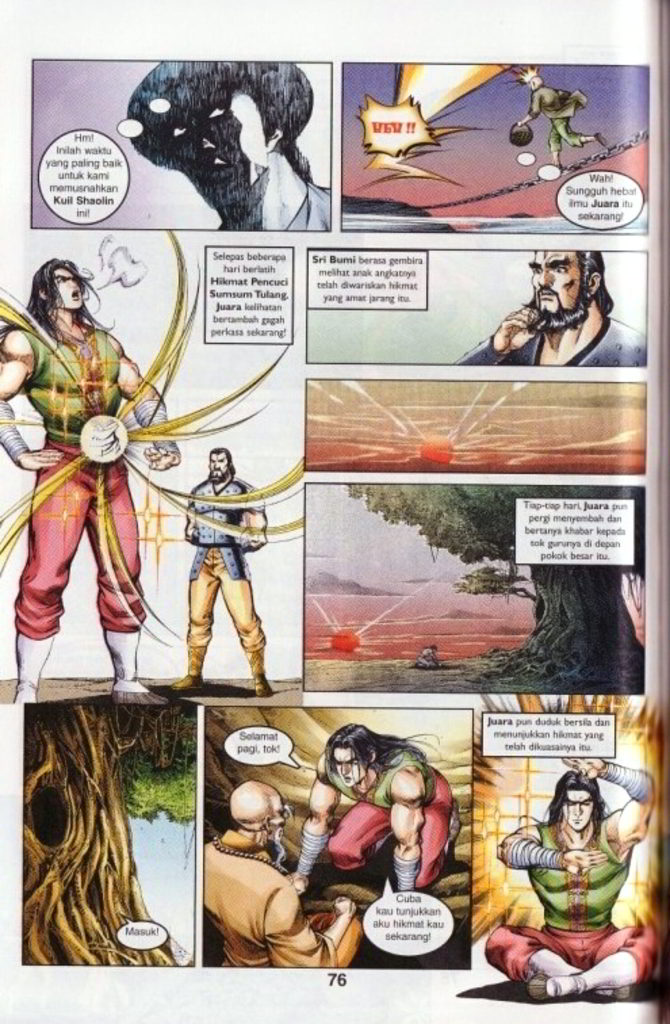 Hm!
Inilah waktu
yang paling baik
untuk kami
memusnahkan
Kuil Shaolin
ini!
Wah!
Sungguh hebat
ilmu Juara itu
sekarang!
Selepas beberapa
hari berlatih
Hikmat Pencuci
Sumsum Tulang,
Juara kelihatan
bertambah gagah
perkasa sekarang!
Sri Bumi berasa gembira
melihat anak angkatnya
telah diwariskan hikmat
yang amat jarang itu.
Tiap-tiap hari, Juara pun
pergi menyembah dan
bertanya khabar kepada
tok gurunya di depan
pokok besar itu.
Masuk!
Selamat
pagi, tok!
Cuba
kau tunjukkan
aku hikmat kau
sekarang!
Juara pun duduk bersila dan
menunjukkan hikmat yang
telah dikuasainya itu.
76